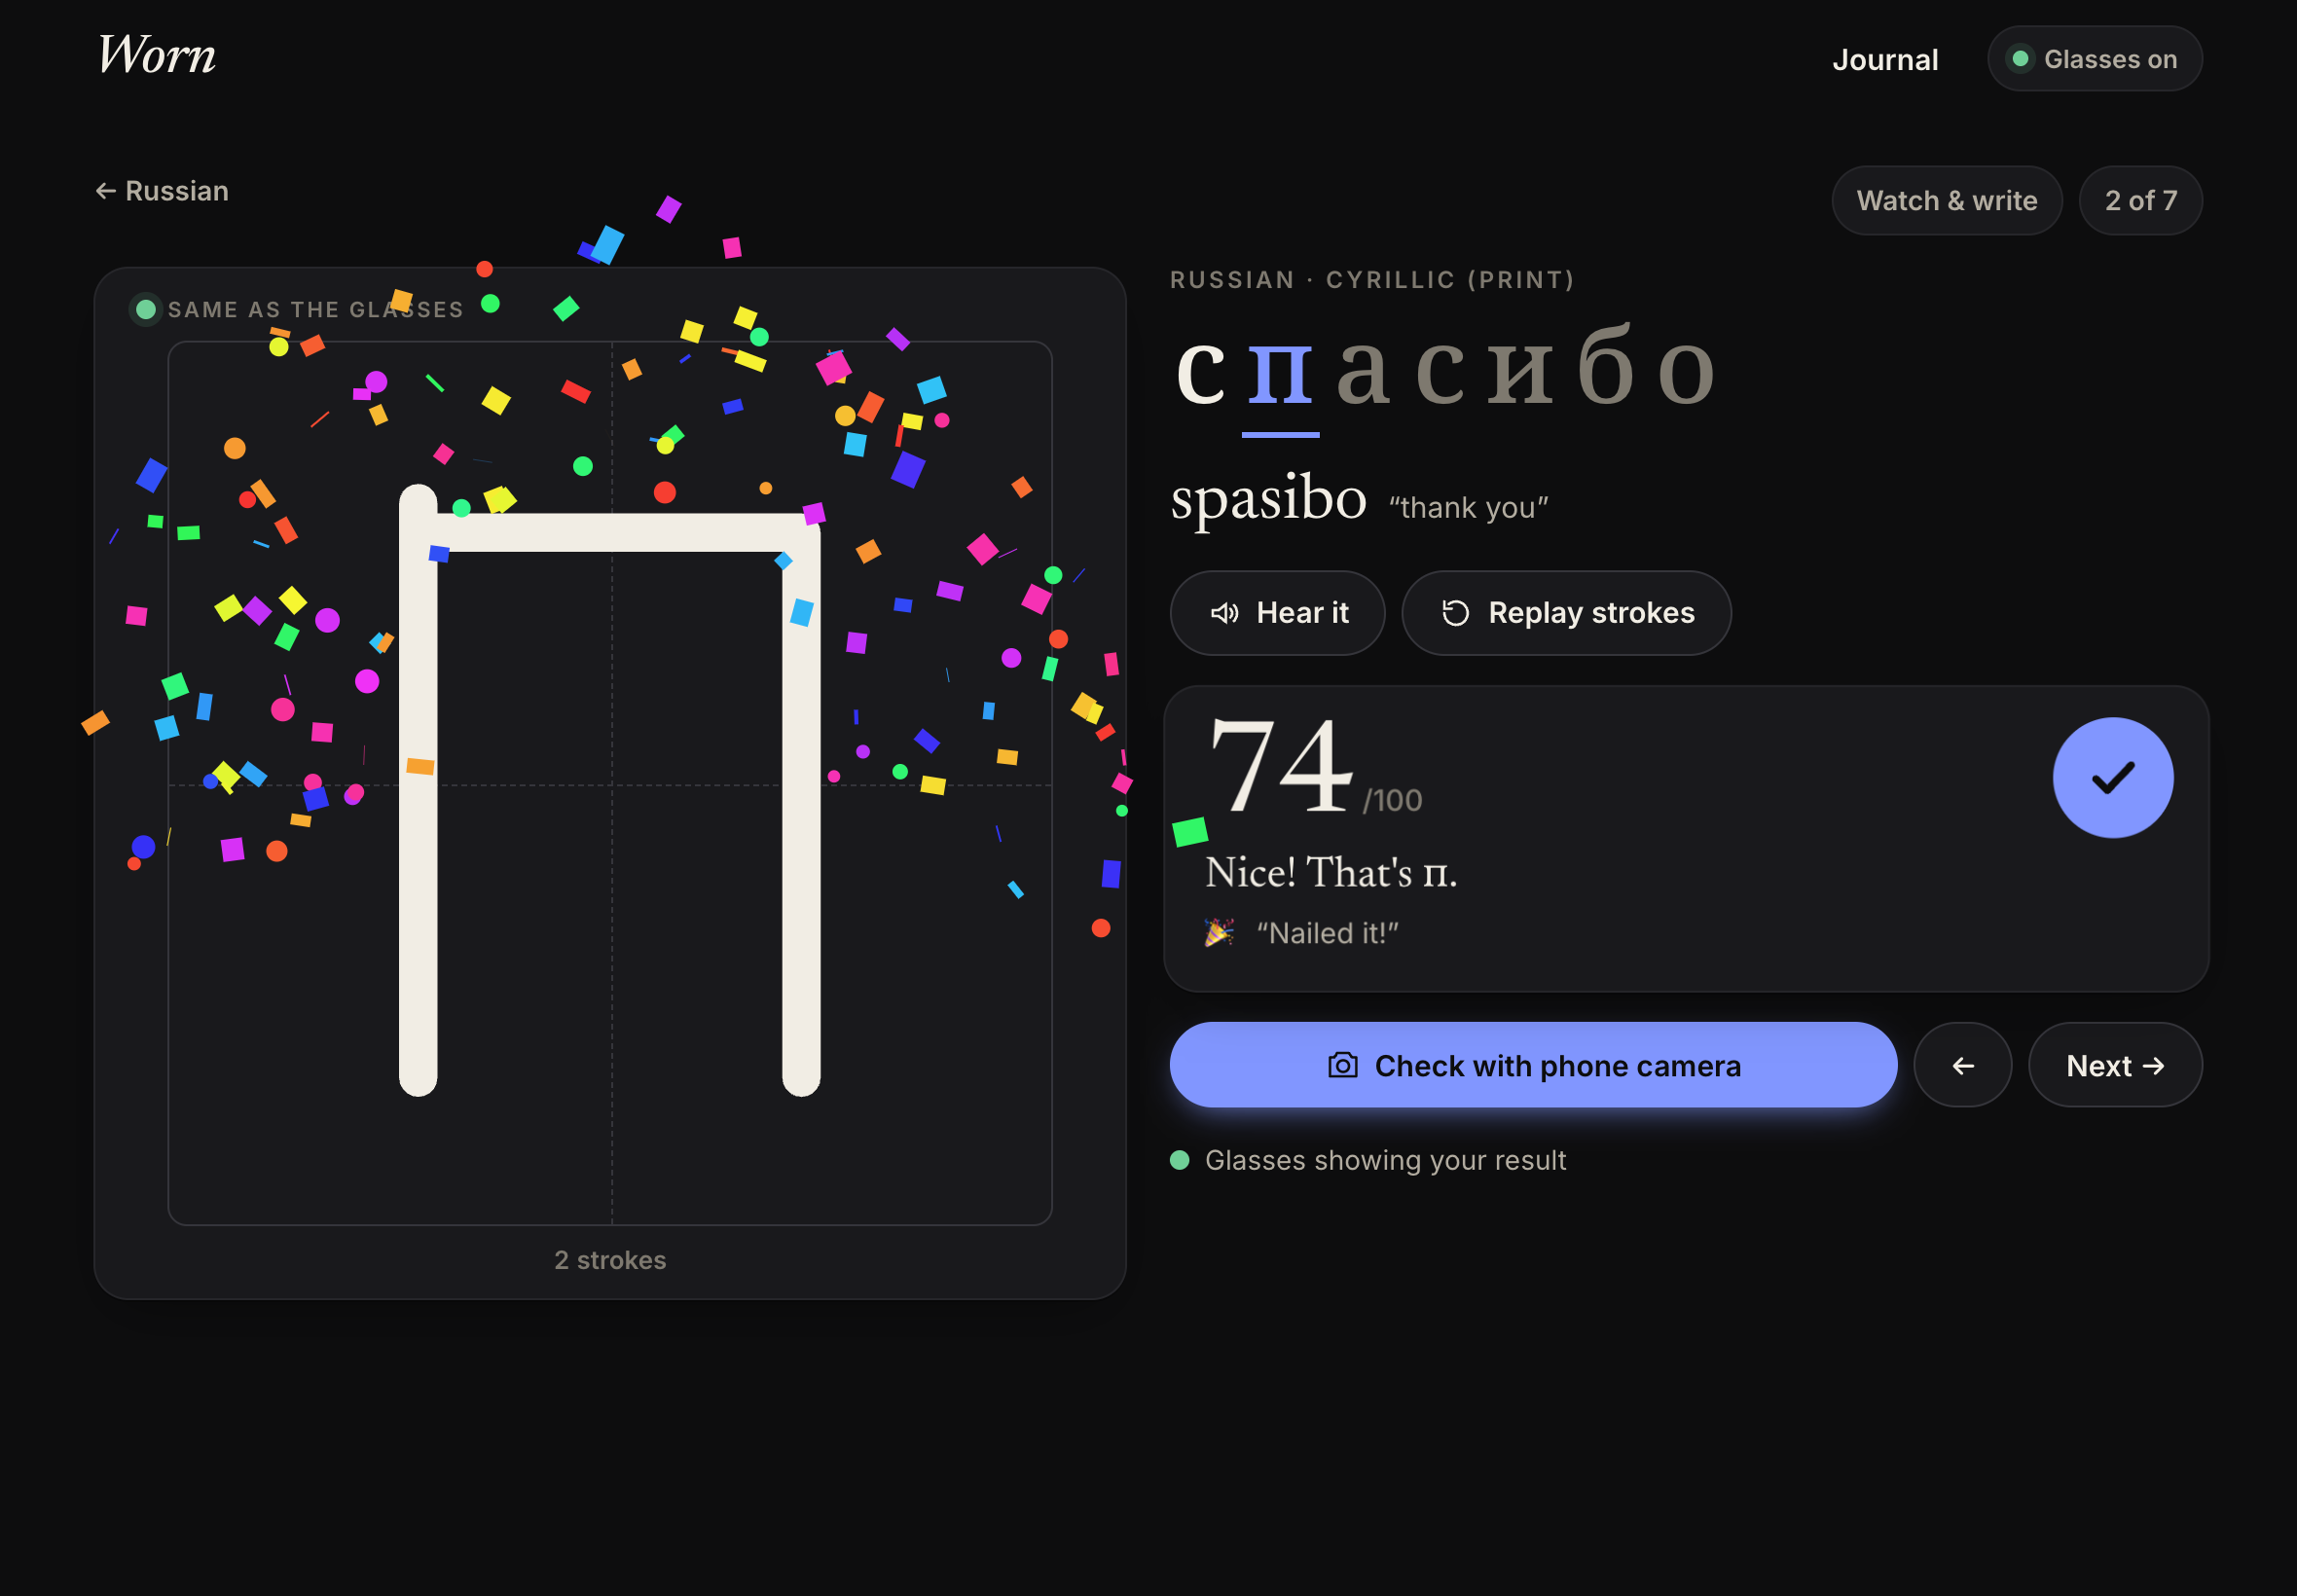 Worn
Journal
Glasses on
← Russian
Watch & write
2 of 7
SAME AS THE GLASSES
2 strokes
RUSSIAN · CYRILLIC (PRINT)
спасибо
spasibo “thank you”
Hear it
Replay strokes
74 /100
Nice! That's п.
🎉 “Nailed it!”
Check with phone camera
←
Next →
Glasses showing your result